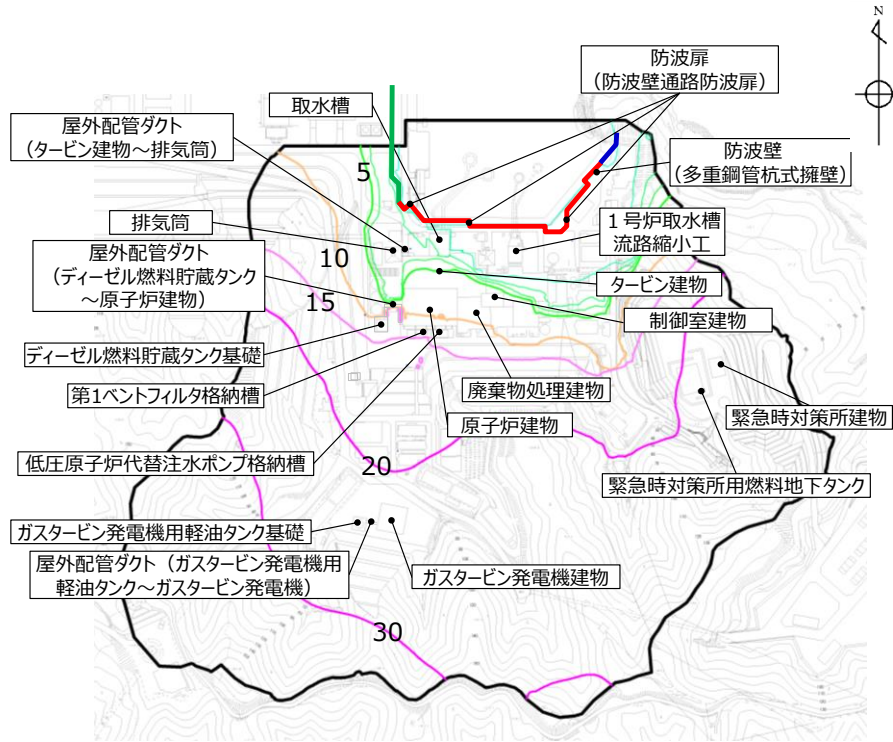 N
防波扉
（防波壁通路防波扉）
取水槽
屋外配管ダクト
（タービン建物～排気筒）
防波壁
（多重鋼管杭式擁壁）
5
排気筒
１号炉取水槽
流路縮小工
屋外配管ダクト
（ディーゼル燃料貯蔵タンク
～原子炉建物）
10
タービン建物
15
制御室建物
ディーゼル燃料貯蔵タンク基礎
第1ベントフィルタ格納槽
廃棄物処理建物
緊急時対策所建物
原子炉建物
低圧原子炉代替注水ポンプ格納槽
20
緊急時対策所用燃料地下タンク
ガスタービン発電機用軽油タンク基礎
屋外配管ダクト（ガスタービン発電機用
軽油タンク～ガスタービン発電機）
ガスタービン発電機建物
30